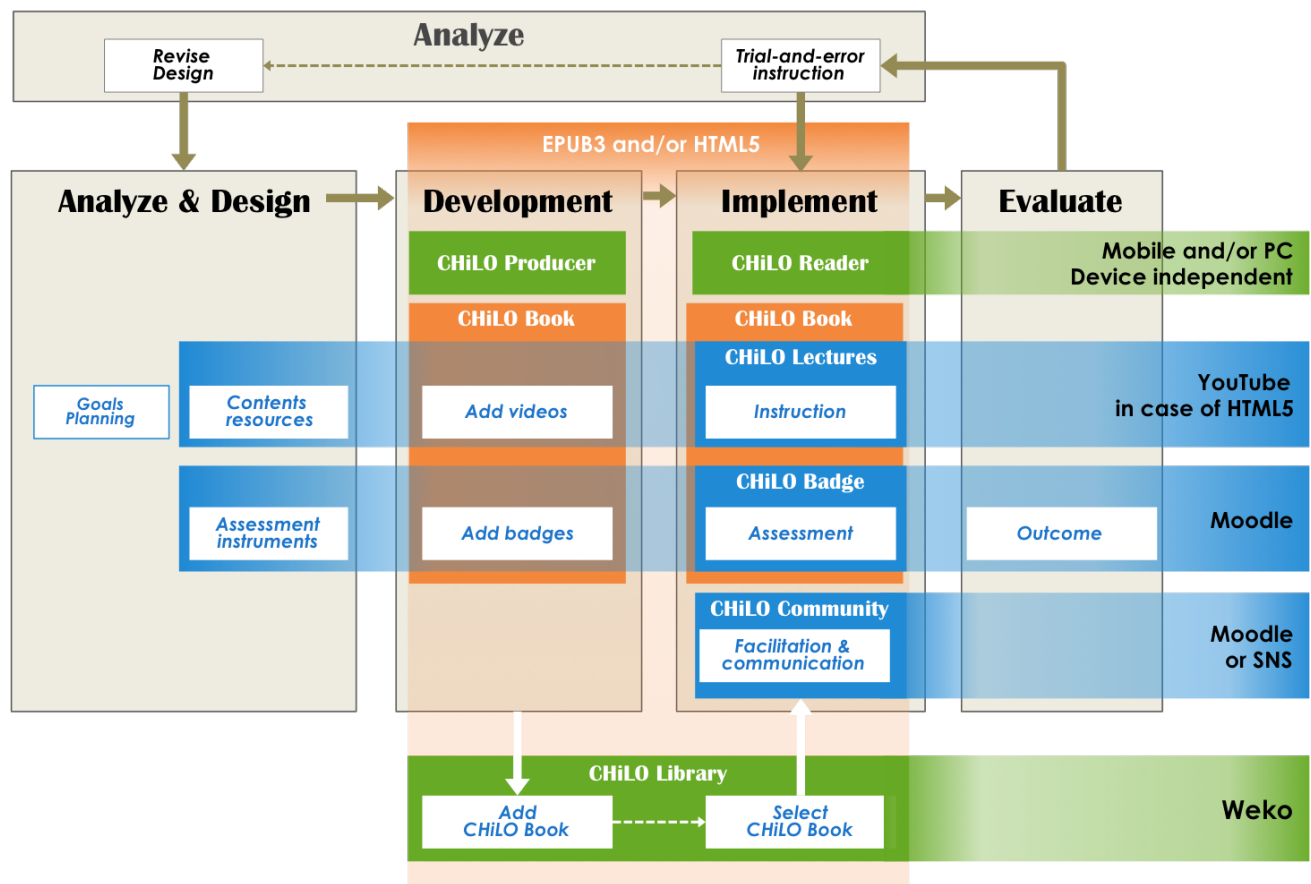 Analyze
Revise
Design
Trial-and-error
instruction
EPUB3 and/or HTML5
Analyze & Design
Development
Implement
Evaluate
CHiLO Producer
CHiLO Reader
Mobile and/or PC
Device independent
CHiLO Book
CHiLO Book
CHiLO Lectures
Goals
Planning
Contents
resources
Add videos
Instruction
YouTube
in case of HTML5
CHiLO Badge
Assessment
instruments
Add badges
Assessment
Outcome
Moodle
CHiLO Community
Facilitation &
communication
Moodle
or SNS
CHiLO Library
Add
CHiLO Book
Select
CHiLO Book
Weko